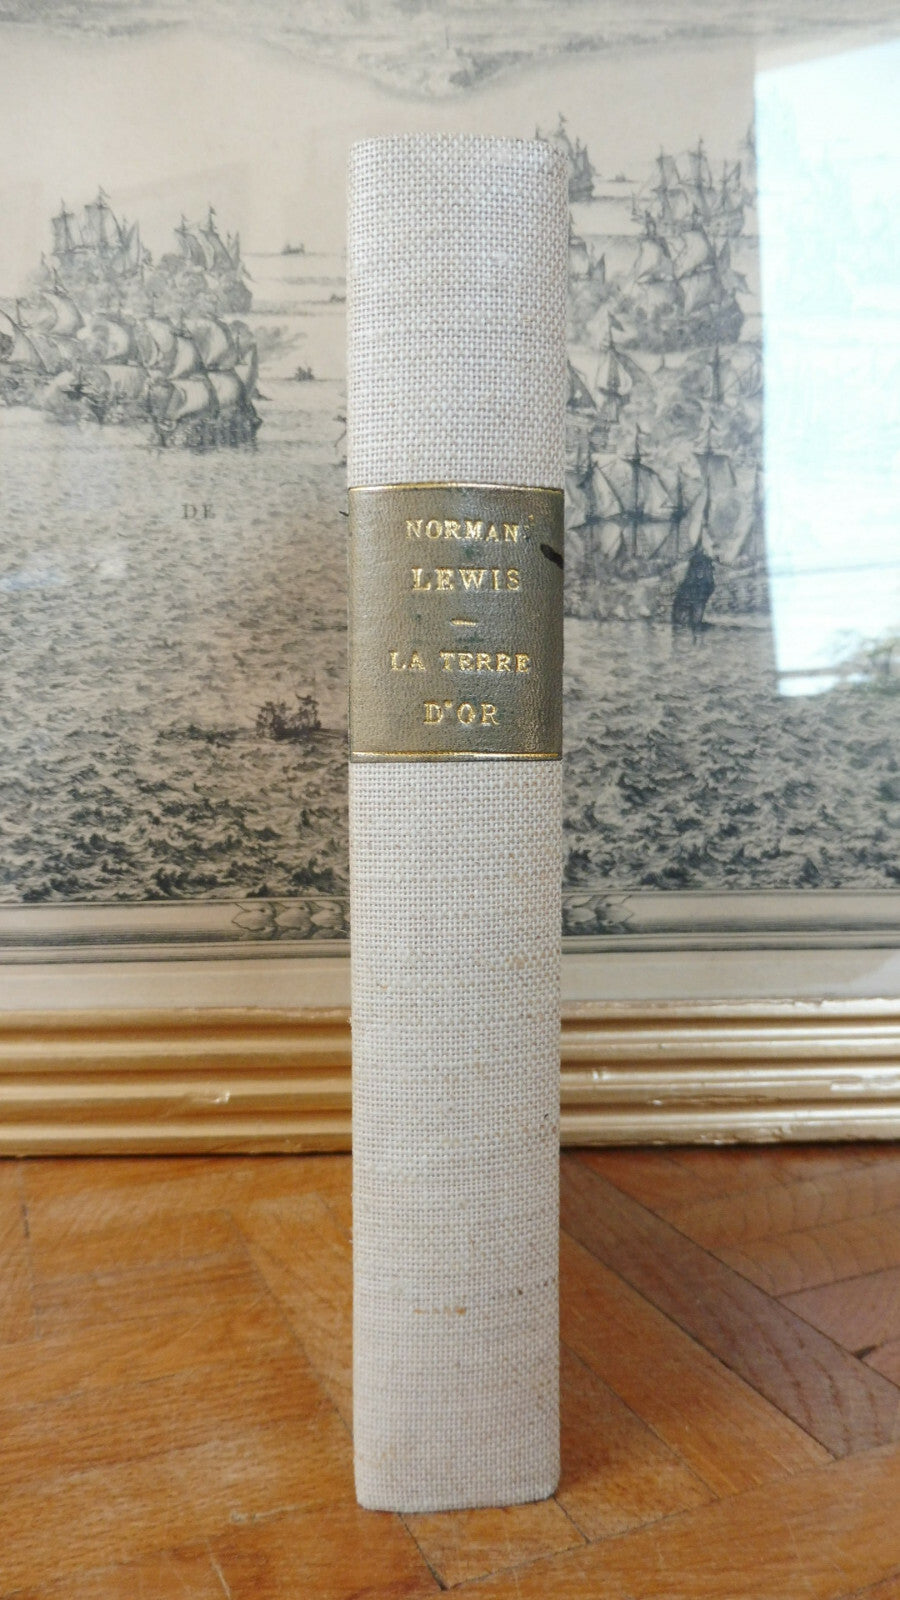 NORMAN
LEWIS
—
LA TERRE
D'OR
DE